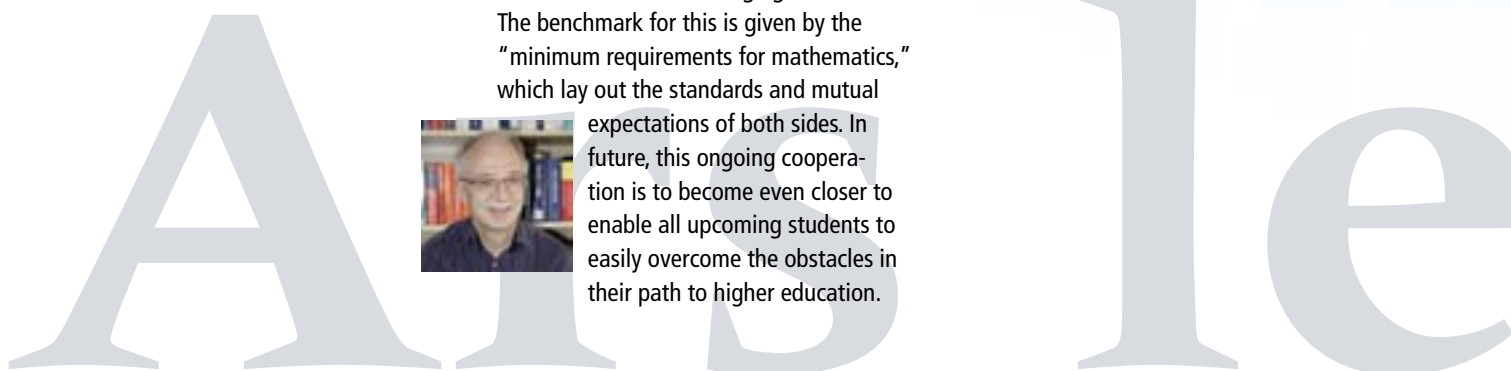 The benchmark for this is given by the
“minimum requirements for mathematics,”
which lay out the standards and mutual
expectations of both sides. In
future, this ongoing coopera-
tion is to become even closer to
enable all upcoming students to
easily overcome the obstacles in
their path to higher education.
Ars le